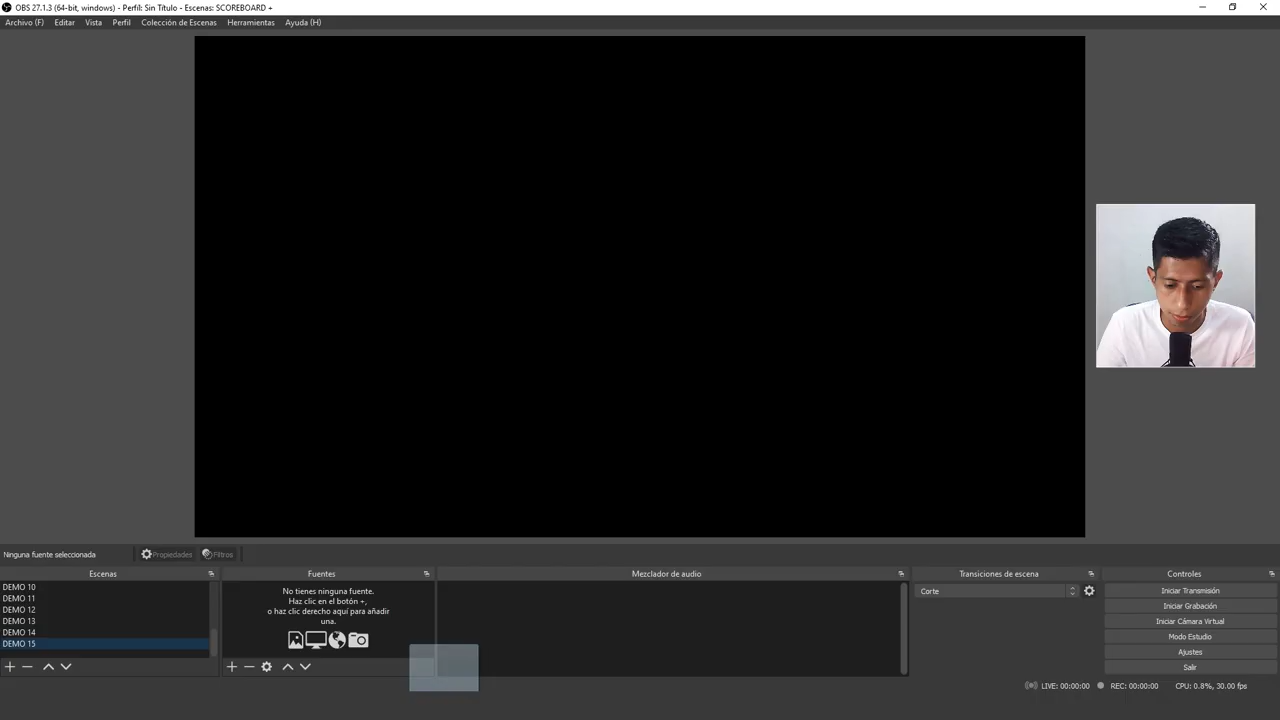 OBS 27.1.3 (64-bit, windows) - Perfil: Sin Título - Escenas: SCOREBOARD +
Archivo (F) Editar Vista Perfil Colección de Escenas Herramientas Ayuda (H)
Ninguna fuente seleccionada Propiedades Filtros
Escenas
DEMO 10
DEMO 11
DEMO 12
DEMO 13
DEMO 14
DEMO 15
Fuentes
No tienes ninguna fuente.
Haz clic en el botón +,
o haz clic derecho aquí para añadir
una.
Mezclador de audio
Transiciones de escena
Corte
Controles
Iniciar Transmisión
Iniciar Grabación
Iniciar Cámara Virtual
Modo Estudio
Ajustes
Salir
LIVE: 00:00:00 REC: 00:00:00 CPU: 0.8%, 30.00 fps